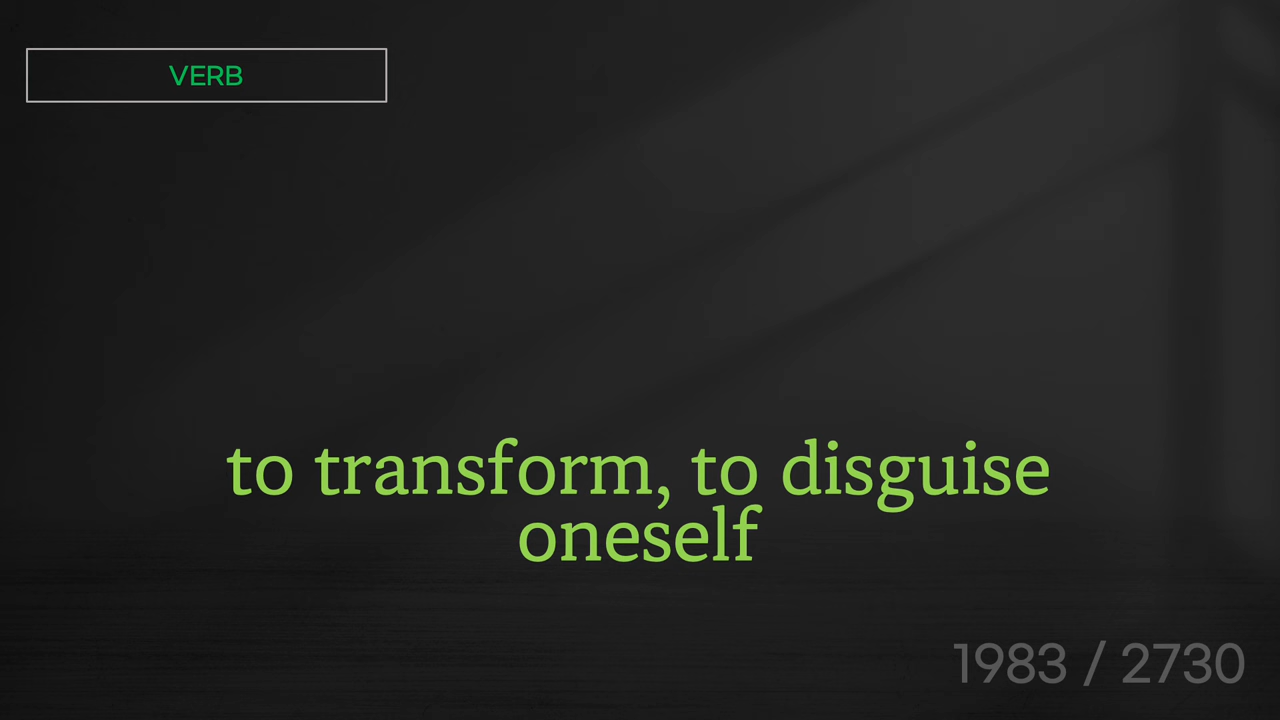 VERB
to transform, to disguise
oneself
1983 / 2730